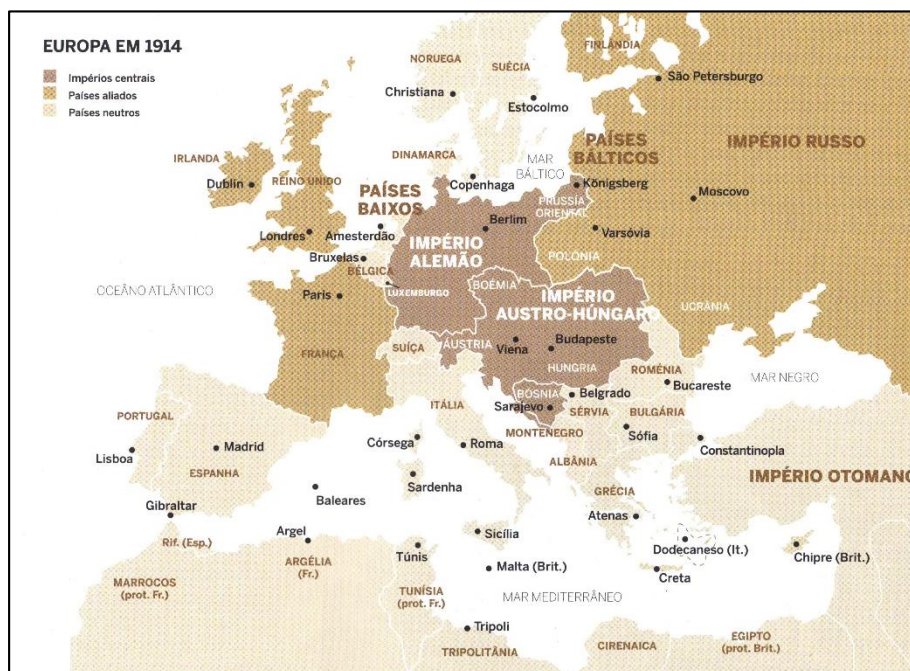 EUROPA EM 1914
Impérios centrais
Países aliados
Países neutros
NORUEGA
SUÉCIA
FINLÂNDIA
Christiana
Estocolmo
São Petersburgo
IRLANDA
Dublin
REINO UNIDO
Londres
DINAMARCA
Copenhaga
MAR
BÁLTICO
PAÍSES
BÁLTICOS
IMPÉRIO RUSSO
Königsberg
Moscovo
PRÚSSIA
ORIENTAL
PAÍSES
BAIXOS
Amesterdão
Berlim
Varsóvia
IMPÉRIO
ALEMÃO
Bruxelas
BÉLGICA
POLÓNIA
OCEÂNO ATLÂNTICO
Paris
LUXEMBURGO
BOÉMIA
IMPÉRIO
AUSTRO-HÚNGARO
UCRÂNIA
FRANÇA
SUÍÇA
ÁUSTRIA
Viena
Budapeste
HUNGRIA
ROMÉNIA
Bucareste
MAR NEGRO
BÓSNIA
Belgrado
Sarajevo
SÉRVIA
BULGÁRIA
ITÁLIA
MONTENEGRO
Sófia
Constantinopla
PORTUGAL
Lisboa
Madrid
ESPANHA
Córsega
Roma
ALBÂNIA
Sardenha
IMPÉRIO OTOMANO
Baleares
GRÉCIA
Atenas
Gibraltar
Rif. (Esp.)
Argel
ARGÉLIA
(Fr.)
Túnis
Sicília
Dodecaneso (It.)
Chipre (Brit.)
Malta (Brit.)
Creta
MARROCOS
(prot. Fr.)
TUNÍSIA
(prot. Fr.)
MAR MEDITERRÂNEO
Tripoli
TRIPOLITÂNIA
CIRENAICA
EGIPTO
(prot. Brit.)